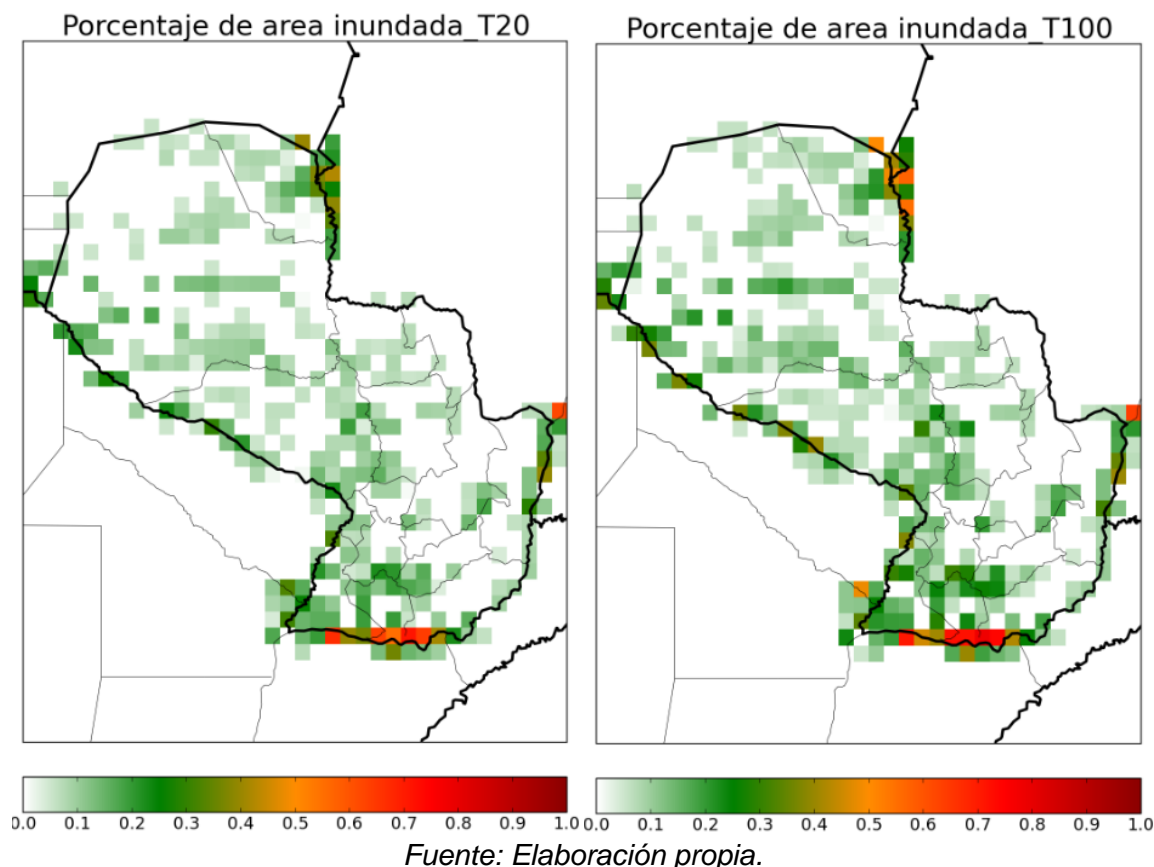 Porcentaje de area inundada_T20
Porcentaje de area inundada_T100
0.0 0.1 0.2 0.3 0.4 0.5 0.6 0.7 0.8 0.9 1.0
0.0 0.1 0.2 0.3 0.4 0.5 0.6 0.7 0.8 0.9 1.0
Fuente: Elaboración propia.